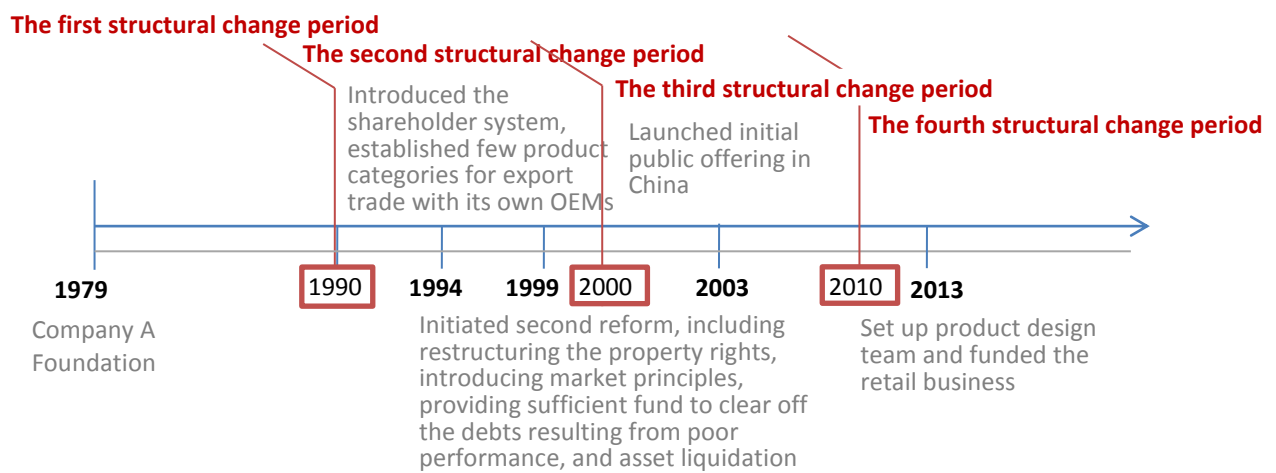 The first structural change period
The second structural change period
The third structural change period
The fourth structural change period
Introduced the
shareholder system,
established few product
categories for export
trade with its own OEMs
Launched initial
public offering in
China
1979
1990
1994
1999
2000
2003
2010
2013
Company A
Foundation
Initiated second reform, including
restructuring the property rights,
introducing market principles,
providing sufficient fund to clear off
the debts resulting from poor
performance, and asset liquidation
Set up product design
team and funded the
retail business